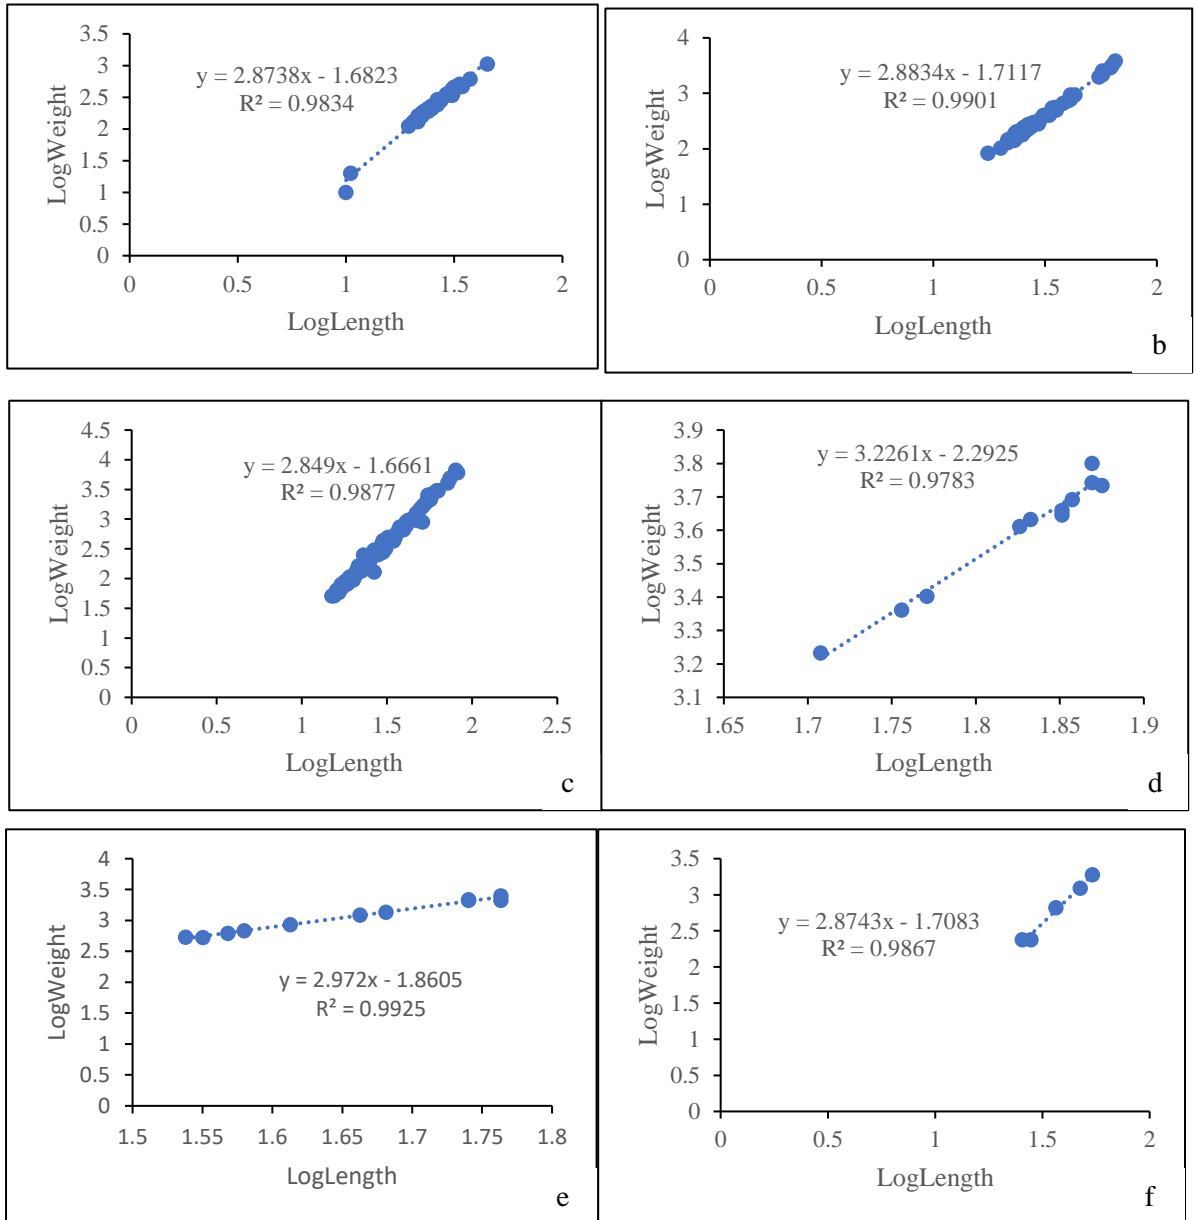 3.5
3
2.5
2
1.5
1
0.5
0
0 0.5 1 1.5 2
LogWeight
LogLength
y = 2.8738x - 1.6823
R² = 0.9834
4
3
2
1
0
0 0.5 1 1.5 2
LogWeight
LogLength
y = 2.8834x - 1.7117
R² = 0.9901
b
4.5
4
3.5
3
2.5
2
1.5
1
0.5
0
0 0.5 1 1.5 2 2.5
LogWeight
LogLength
y = 2.849x - 1.6661
R² = 0.9877
c
3.9
3.8
3.7
3.6
3.5
3.4
3.3
3.2
3.1
1.65 1.7 1.75 1.8 1.85 1.9
LogWeight
LogLength
y = 3.2261x - 2.2925
R² = 0.9783
d
4
3.5
3
2.5
2
1.5
1
0.5
0
1.5 1.55 1.6 1.65 1.7 1.75 1.8
LogWeight
LogLength
y = 2.972x - 1.8605
R² = 0.9925
e
3.5
3
2.5
2
1.5
1
0.5
0
0 0.5 1 1.5 2
LogWeight
LogLength
y = 2.8743x - 1.7083
R² = 0.9867
f